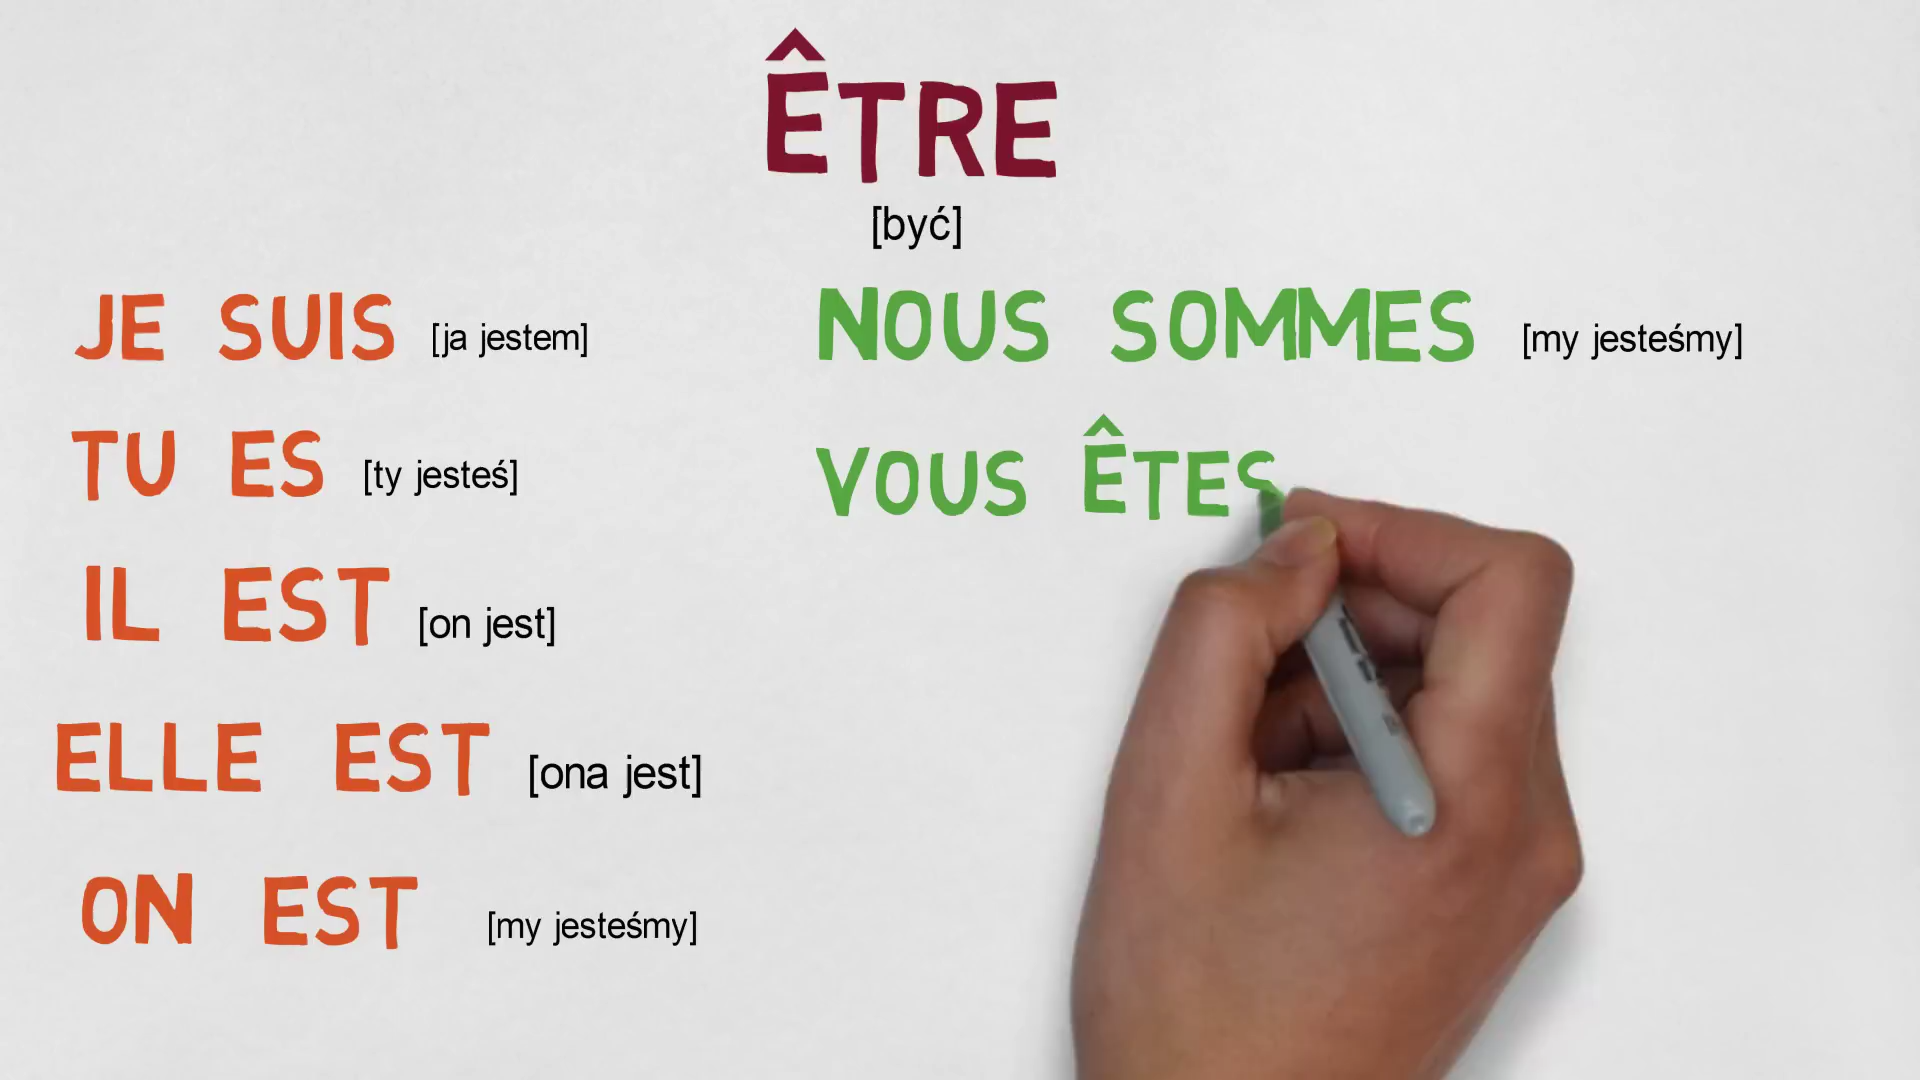 ÊTRE
[być]
JE SUIS [ja jestem]
TU ES [ty jesteś]
IL EST [on jest]
ELLE EST [ona jest]
ON EST [my jesteśmy]
NOUS SOMMES [my jesteśmy]
VOUS ÊTES